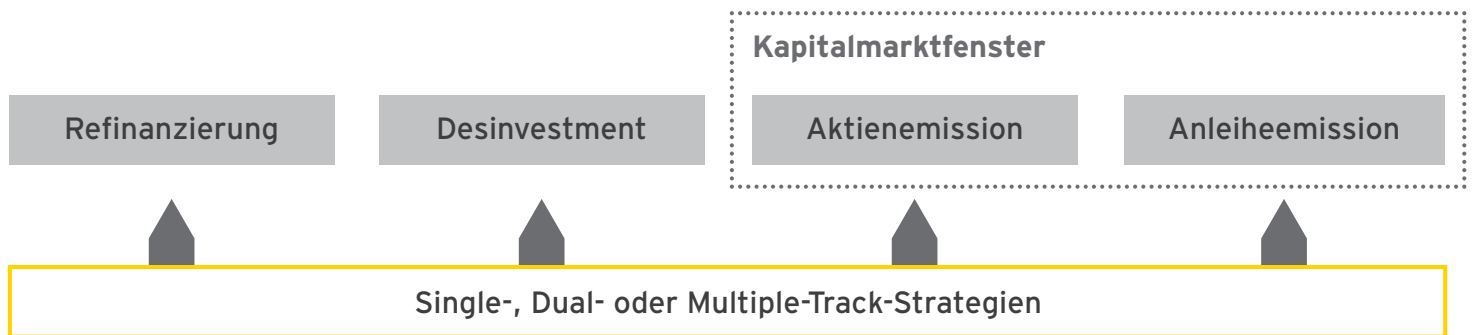 Kapitalmarktfenster
Refinanzierung
Desinvestment
Aktienemission
Anleiheemission
Single-, Dual- oder Multiple-Track-Strategien